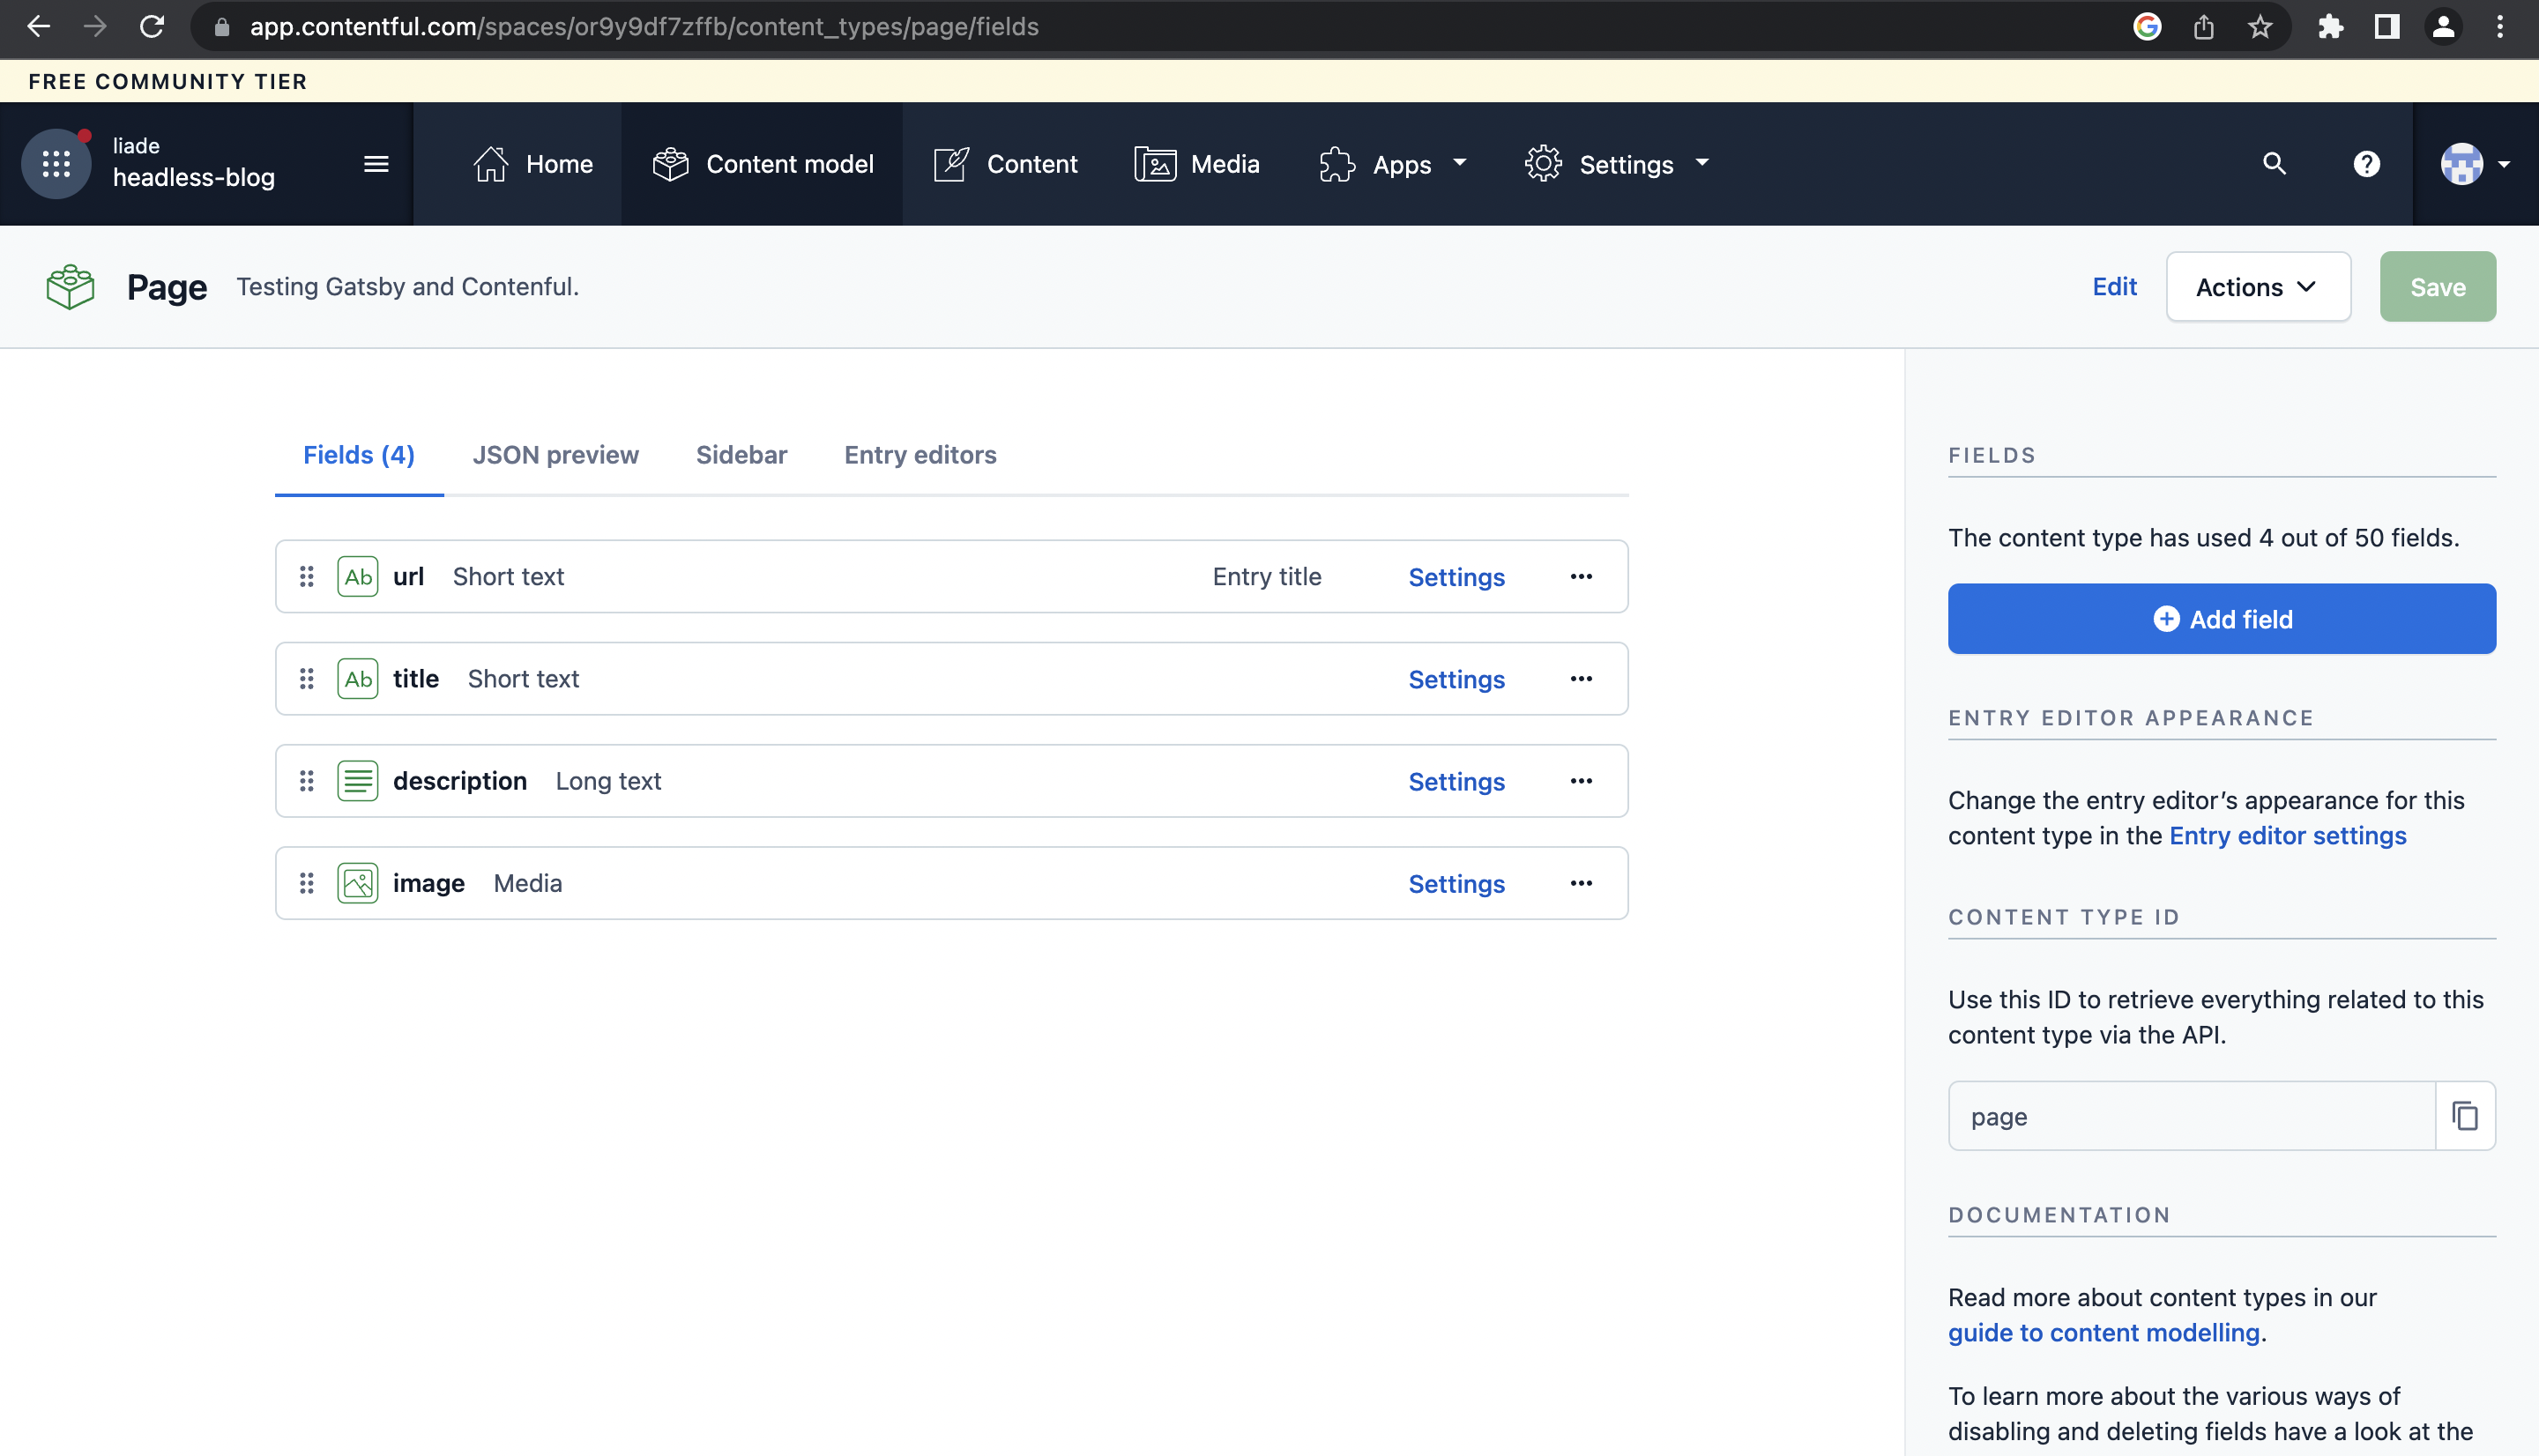 app.contentful.com/spaces/or9y9df7zffb/content_types/page/fields
FREE COMMUNITY TIER
liade
headless-blog
Home
Content model
Content
Media
Apps
Settings
Page
Testing Gatsby and Contenful.
Edit
Actions
Save
Fields (4)
JSON preview
Sidebar
Entry editors
Ab url Short text Entry title Settings
Ab title Short text Settings
description Long text Settings
image Media Settings
FIELDS
The content type has used 4 out of 50 fields.
Add field
ENTRY EDITOR APPEARANCE
Change the entry editor’s appearance for this
content type in the Entry editor settings
CONTENT TYPE ID
Use this ID to retrieve everything related to this
content type via the API.
page
DOCUMENTATION
Read more about content types in our
guide to content modelling.
To learn more about the various ways of
disabling and deleting fields have a look at the